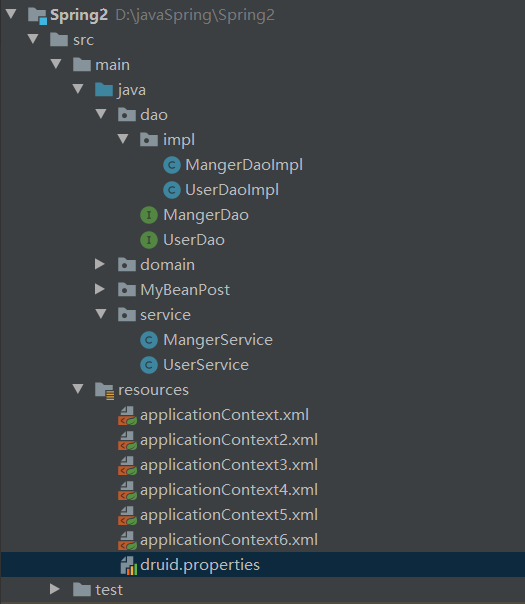 Spring2 D:\javaSpring\Spring2
src
main
java
dao
impl
C MangerDaoImpl
C UserDaoImpl
I MangerDao
I UserDao
domain
MyBeanPost
service
C MangerService
C UserService
resources
applicationContext.xml
applicationContext2.xml
applicationContext3.xml
applicationContext4.xml
applicationContext5.xml
applicationContext6.xml
druid.properties
test